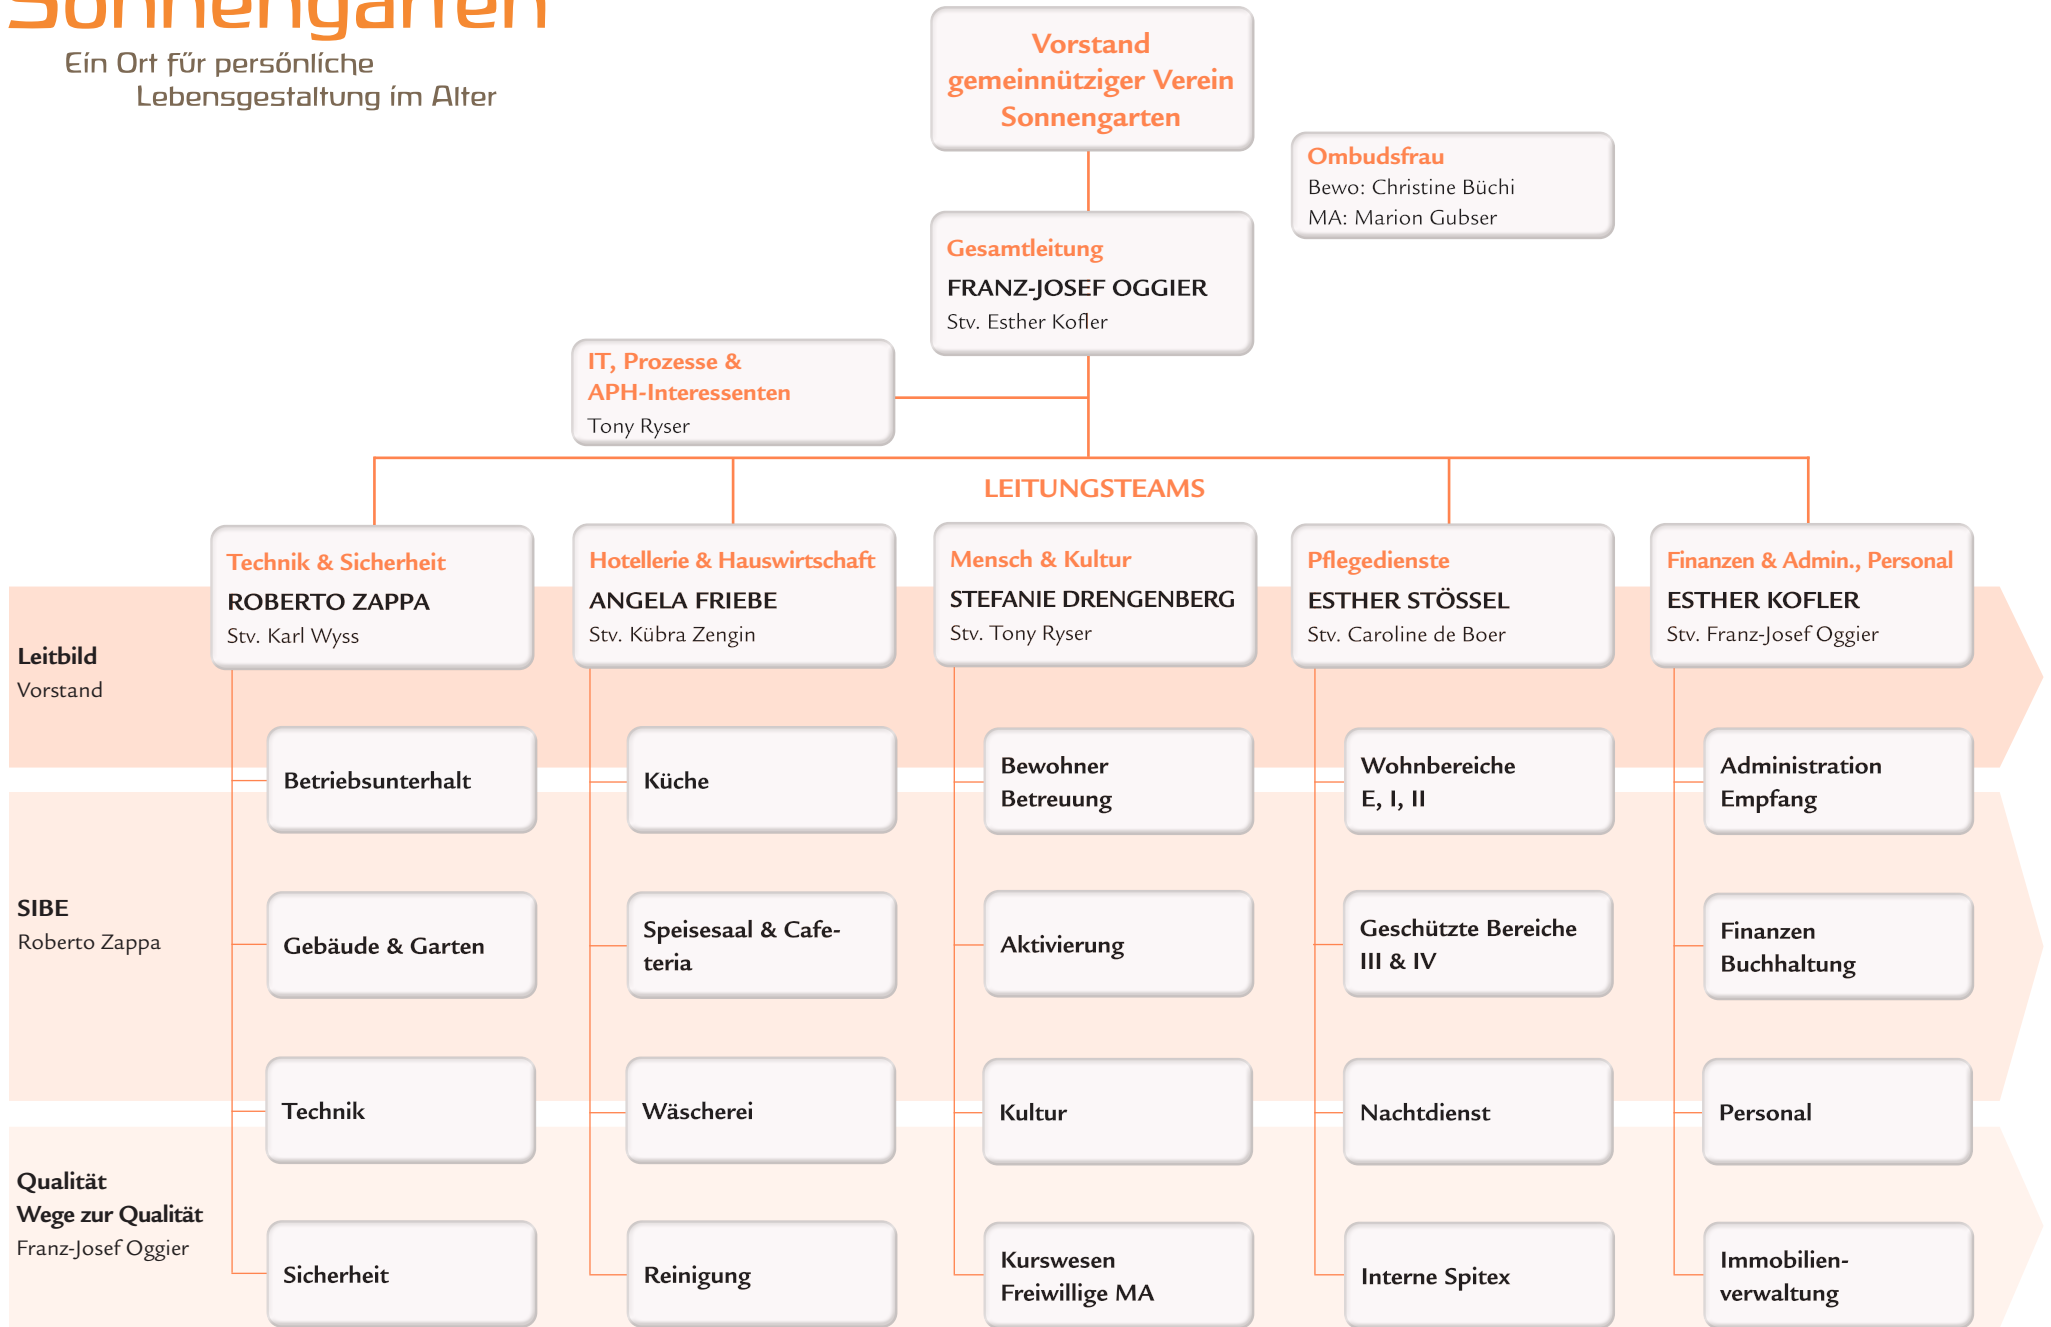 Sonnengarten
Ein Ort für persönliche
Lebensgestaltung im Alter
Vorstand
gemeinnütziger Verein
Sonnengarten
Ombudsfrau
Bewo: Christine Büchi
MA: Marion Gubser
Gesamtleitung
FRANZ-JOSEF OGGIER
Stv. Esther Kofler
IT, Prozesse &
APH-Interessenten
Tony Ryser
LEITUNGSTEAMS
Technik & Sicherheit
ROBERTO ZAPPA
Stv. Karl Wyss
Hotellerie & Hauswirtschaft
ANGELA FRIEBE
Stv. Kübra Zengin
Mensch & Kultur
STEFANIE DRENGENBERG
Stv. Tony Ryser
Pflegedienste
ESTHER STÖSSEL
Stv. Caroline de Boer
Finanzen & Admin., Personal
ESTHER KOFLER
Stv. Franz-Josef Oggier
Leitbild
Vorstand
Betriebsunterhalt
Küche
Bewohner
Betreuung
Wohnbereiche
E, I, II
Administration
Empfang
SIBE
Roberto Zappa
Gebäude & Garten
Speisesaal & Cafe-
teria
Aktivierung
Geschützte Bereiche
III & IV
Finanzen
Buchhaltung
Technik
Wäscherei
Kultur
Nachtdienst
Personal
Qualität
Wege zur Qualität
Franz-Josef Oggier
Sicherheit
Reinigung
Kurswesen
Freiwillige MA
Interne Spitex
Immobilien-
verwaltung